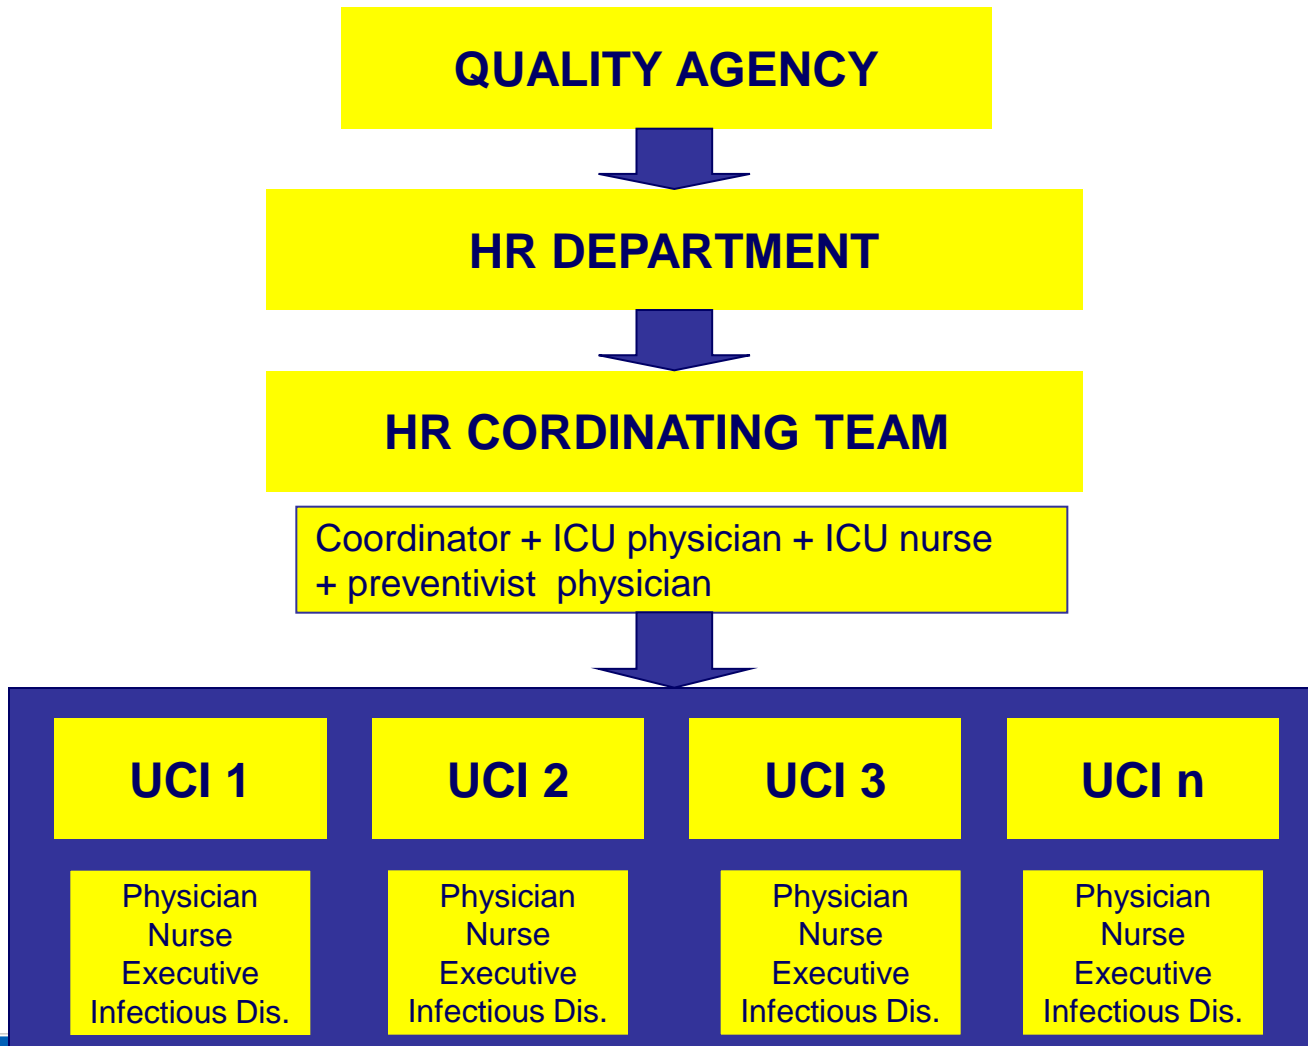 QUALITY AGENCY
HR DEPARTMENT
HR CORDINATING TEAM
Coordinator + ICU physician + ICU nurse
+ preventivist physician
UCI 1
UCI 2
UCI 3
UCI n
Physician
Nurse
Executive
Infectious Dis.
Physician
Nurse
Executive
Infectious Dis.
Physician
Nurse
Executive
Infectious Dis.
Physician
Nurse
Executive
Infectious Dis.